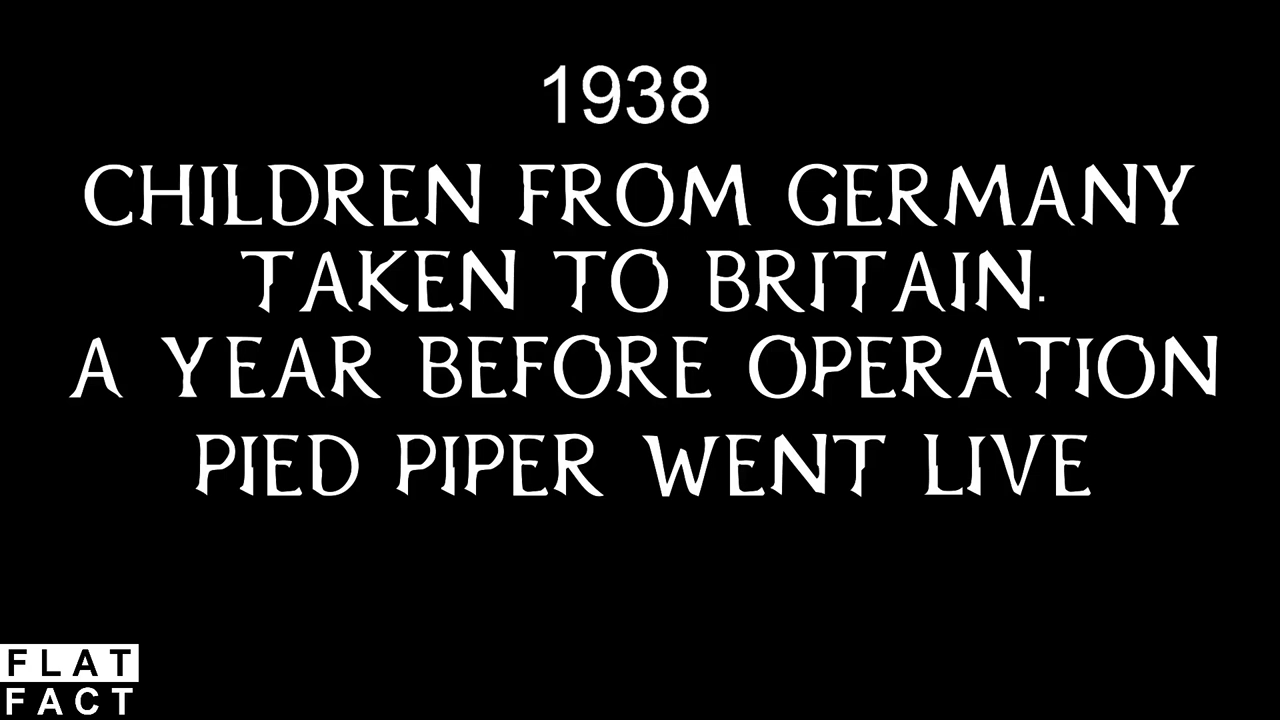 1938
CHILDREN FROM GERMANY
TAKEN TO BRITAIN.
A YEAR BEFORE OPERATION
PIED PIPER WENT LIVE
FLAT
FACT